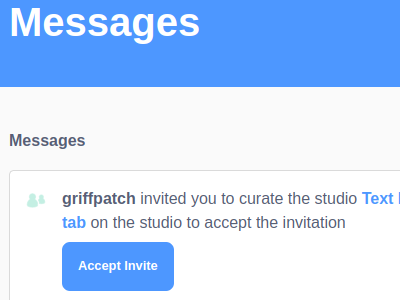 Messages
Messages
griffpatch invited you to curate the studio Text
tab on the studio to accept the invitation
Accept Invite